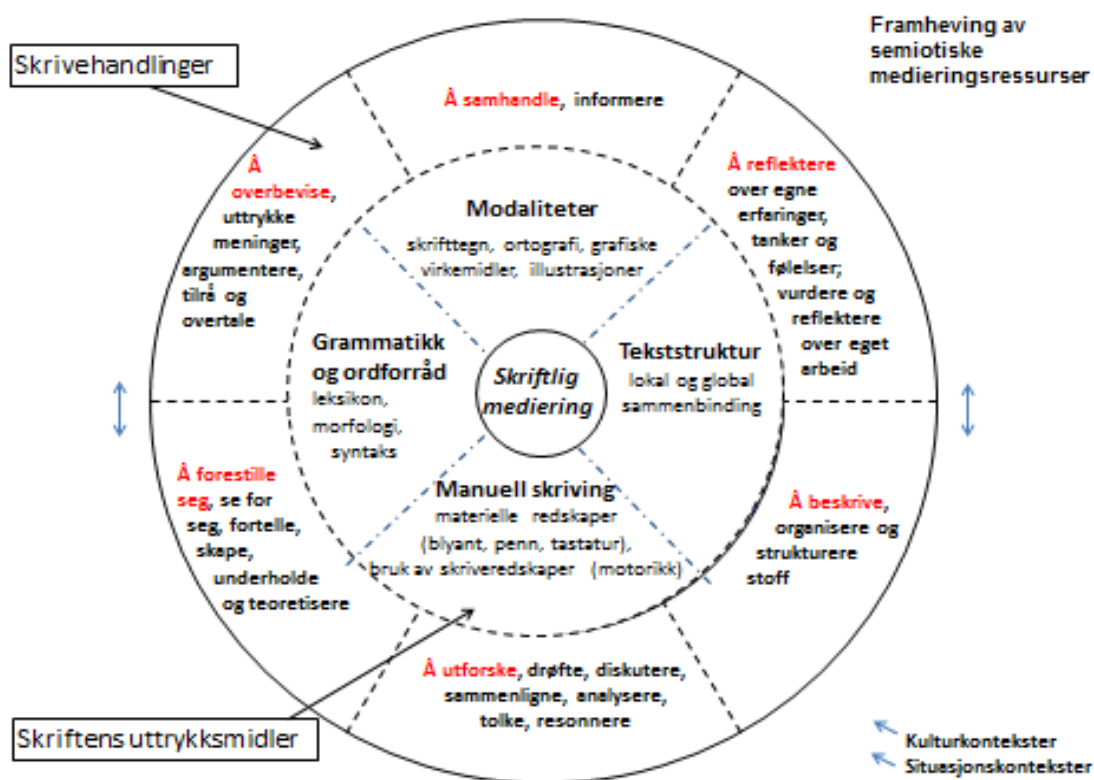 Framheving av
semiotiske
medieringsressurser
Skrivehandlinger
Å samhandle, informere
Å
overbevise,
uttrykke
meninger,
argumentere,
tilrå og
overtale
Å reflektere
over egne
erfaringer,
tanker og
følelser;
vurdere og
reflektere
over eget
arbeid
Modaliteter
skrifttegn, ortografi, grafiske
virkemidler, illustrasjoner
Grammatikk
og ordforråd
leksikon,
morfologi,
syntaks
Skriftlig
mediering
Tekststruktur
lokal og global
sammenbinding
Manuell skriving
materielle redskaper
(blyant, penn, tastatur),
bruk av skriveredskaper (motorikk)
Å forestille
seg, se for
seg, fortelle,
skape,
underholde
og teoretisere
Å beskrive,
organisere og
strukturere
stoff
Å utforske, drøfte, diskutere,
sammenligne, analysere,
tolke, resonnere
Skriftens uttrykksmidler
Kulturkontekster
Situasjonskontekster